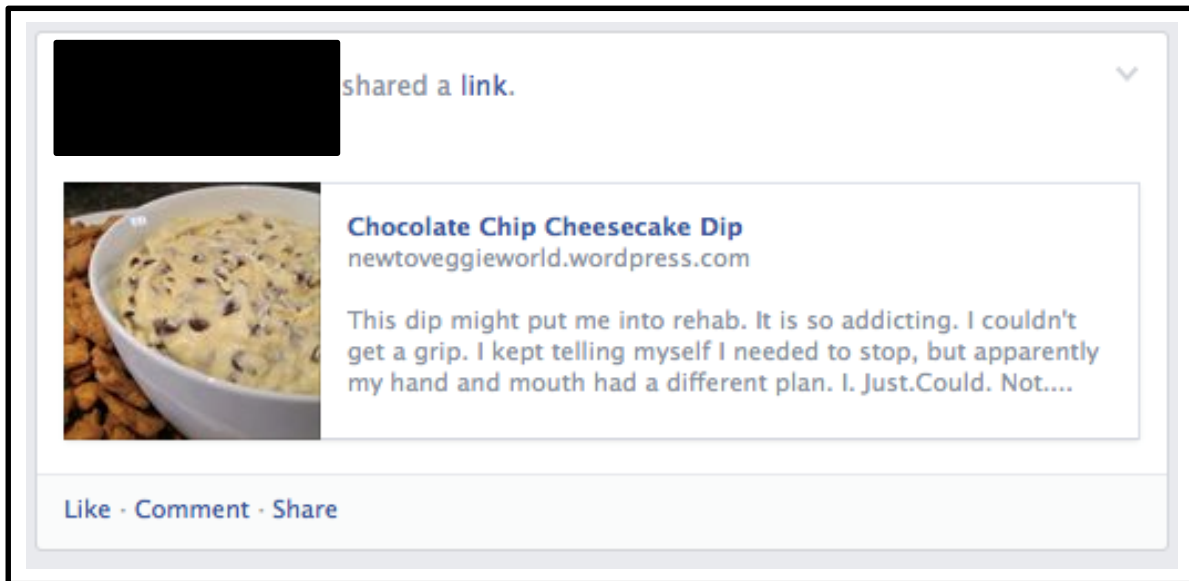 shared a link.
Chocolate Chip Cheesecake Dip
newtoveggieworld.wordpress.com
This dip might put me into rehab. It is so addicting. I couldn't
get a grip. I kept telling myself I needed to stop, but apparently
my hand and mouth had a different plan. I. Just.Could. Not....
Like · Comment · Share